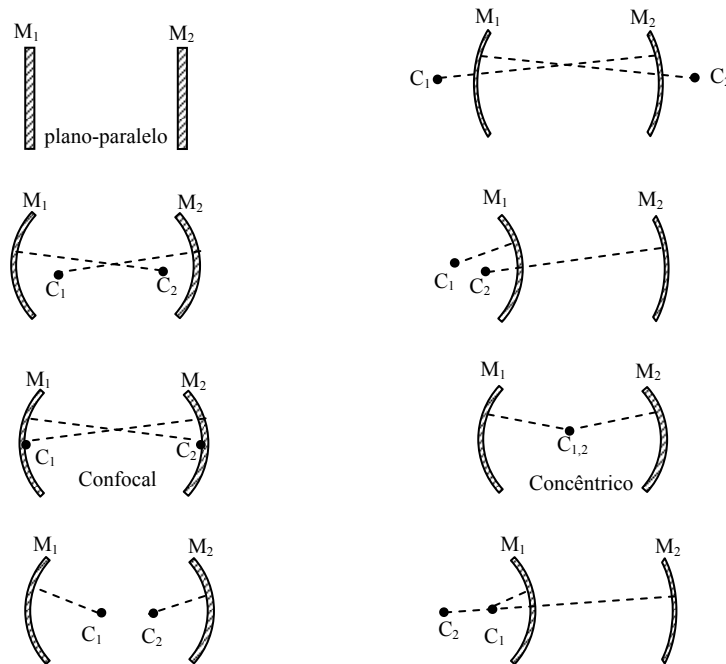 M₁ M₂
plano-paralelo
M₁ M₂
C₁
M₁ M₂
C₁ C₂
M₁ M₂
C₁ C₂
M₁ M₂
C₁ C₂
Confocal
M₁ M₂
C₁,₂
Concêntrico
M₁ M₂
C₁ C₂
M₁ M₂
C₂ C₁